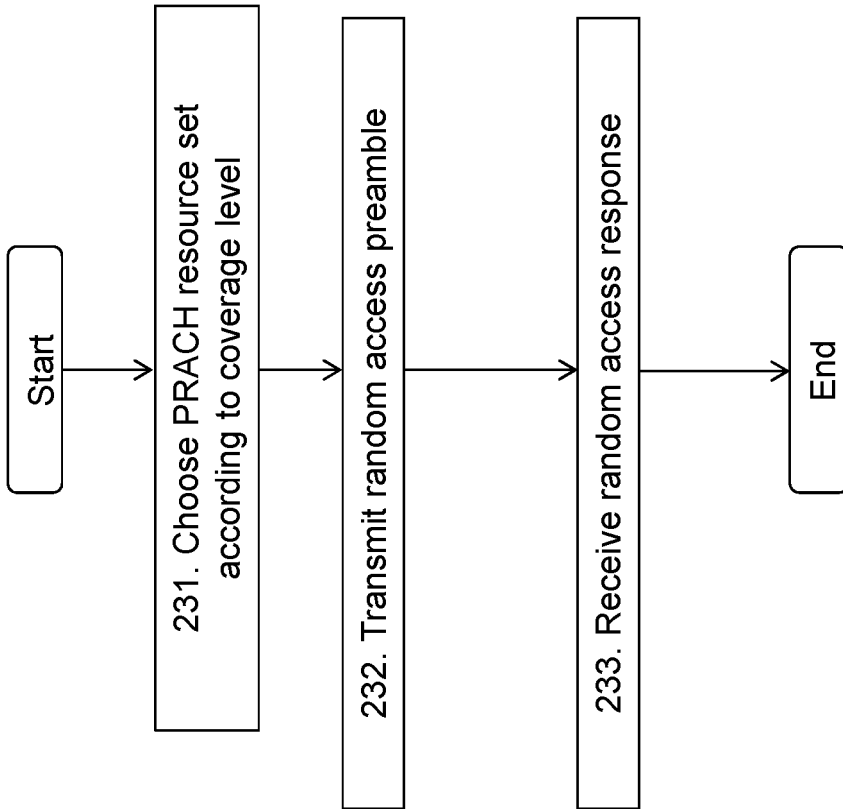 Start
231. Choose PRACH resource set
according to coverage level
232. Transmit random access preamble
233. Receive random access response
End